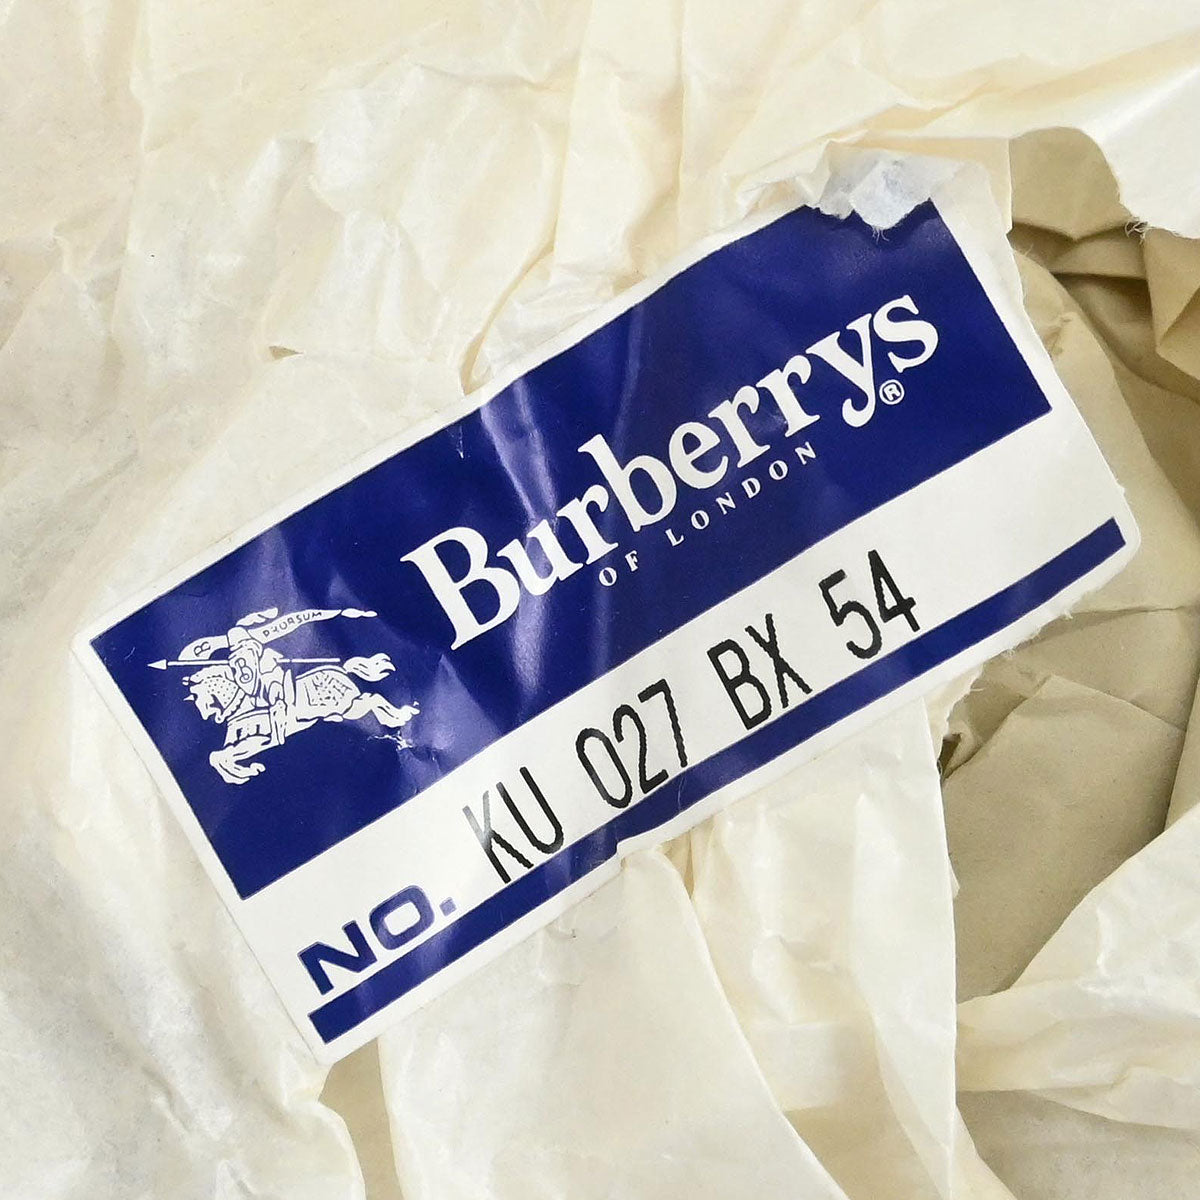 Burberrys®
OF LONDON
PRORSUM
B
NO. KU 027 BX 54